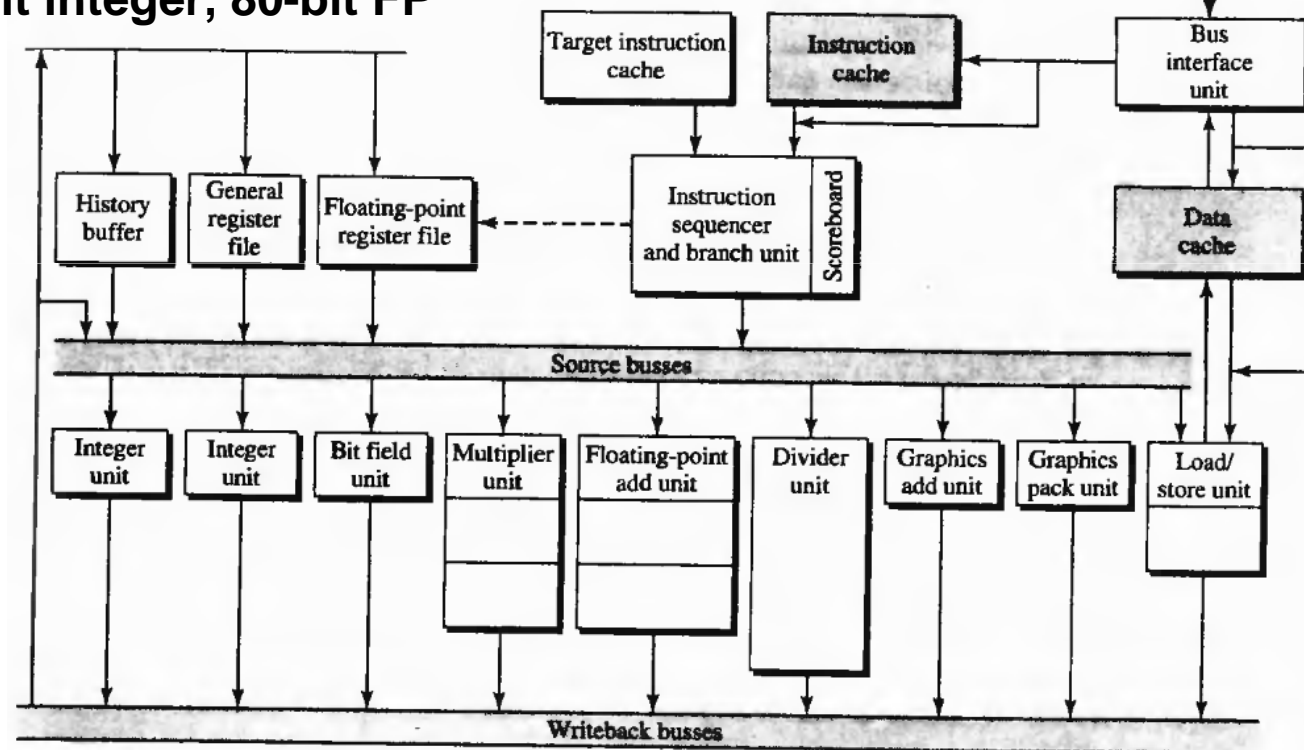 Integer; 80-bit FP
Target instruction
cache
Instruction
cache
Bus
interface
unit
History
buffer
General
register
file
Floating-point
register file
Instruction
sequencer
and branch unit
Scoreboard
Data
cache
Source busses
Integer
unit
Integer
unit
Bit field
unit
Multiplier
unit
Floating-point
add unit
Divider
unit
Graphics
add unit
Graphics
pack unit
Load/
store unit
Writeback busses